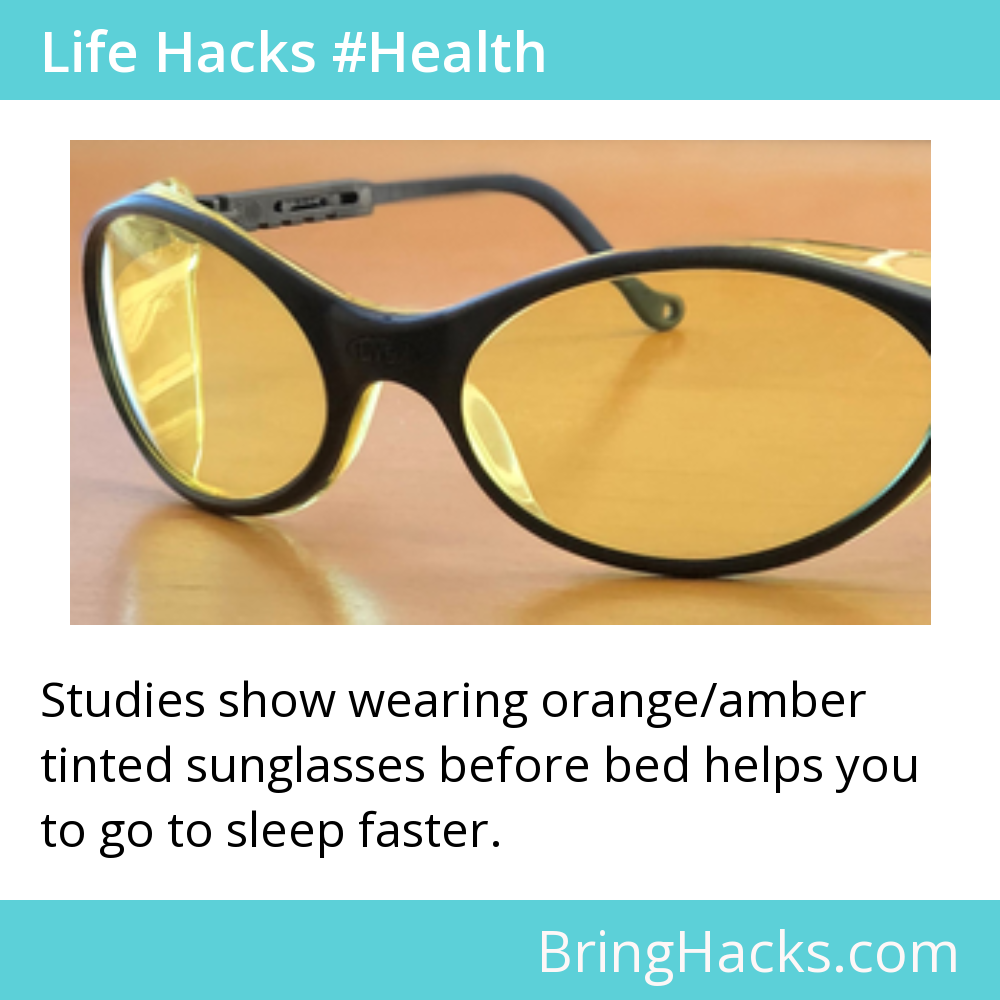 Life Hacks #Health
Studies show wearing orange/amber
tinted sunglasses before bed helps you
to go to sleep faster.
BringHacks.com